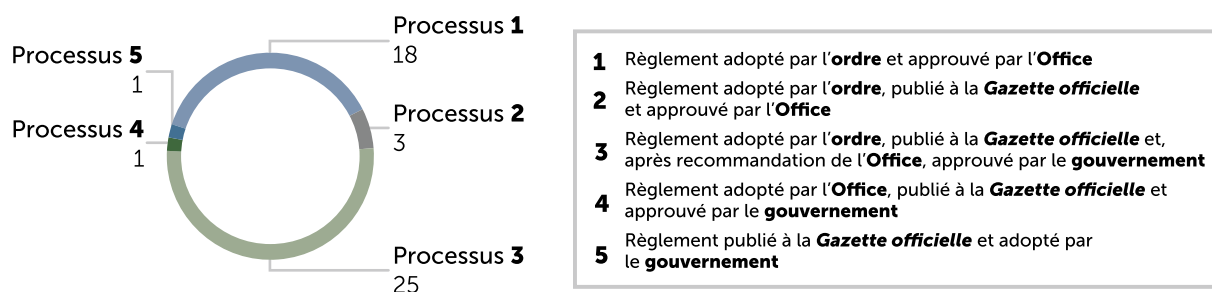 Processus 1
18
Processus 5
1
Processus 2
3
Processus 4
1
Processus 3
25
1 Règlement adopté par l'ordre et approuvé par l'Office
2 Règlement adopté par l'ordre, publié à la Gazette officielle
et approuvé par l'Office
3 Règlement adopté par l'ordre, publié à la Gazette officielle et,
après recommandation de l'Office, approuvé par le gouvernement
4 Règlement adopté par l'Office, publié à la Gazette officielle et
approuvé par le gouvernement
5 Règlement publié à la Gazette officielle et adopté par
le gouvernement